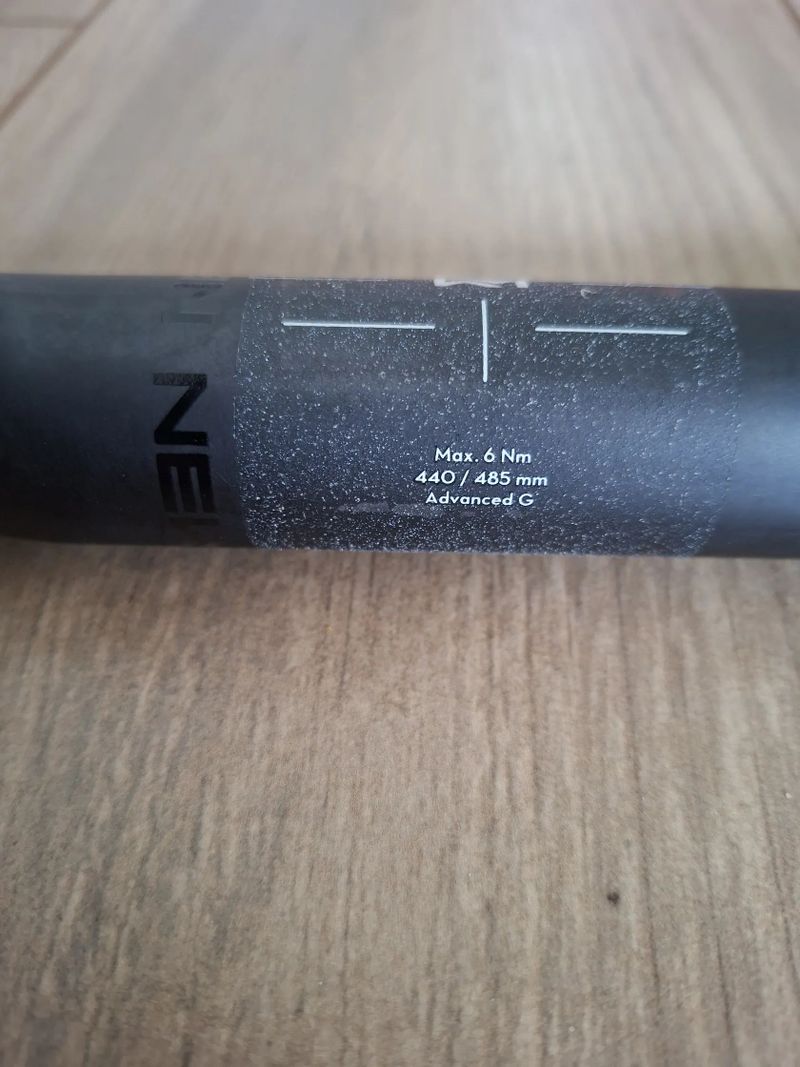 Max. 6 Nm
440 / 485 mm
Advanced G